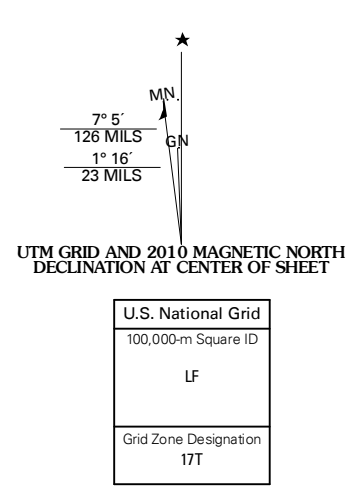 MN
7° 5´
126 MILS
GN
1° 16´
23 MILS
UTM GRID AND 2010 MAGNETIC NORTH
DECLINATION AT CENTER OF SHEET
U.S. National Grid
100,000-m Square ID
LF
Grid Zone Designation
17T